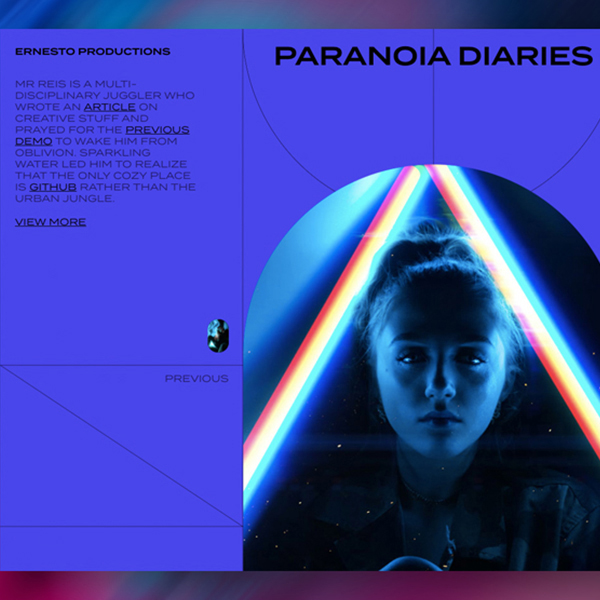 ERNESTO PRODUCTIONS
PARANOIA DIARIES
MR REIS IS A MULTI-
DISCIPLINARY JUGGLER WHO
WROTE AN ARTICLE ON
CREATIVE STUFF AND
PRAYED FOR THE PREVIOUS
DEMO TO WAKE HIM FROM
OBLIVION. SPARKLING
WATER LED HIM TO REALIZE
THAT THE ONLY COZY PLACE
IS GITHUB RATHER THAN THE
URBAN JUNGLE.
VIEW MORE
PREVIOUS